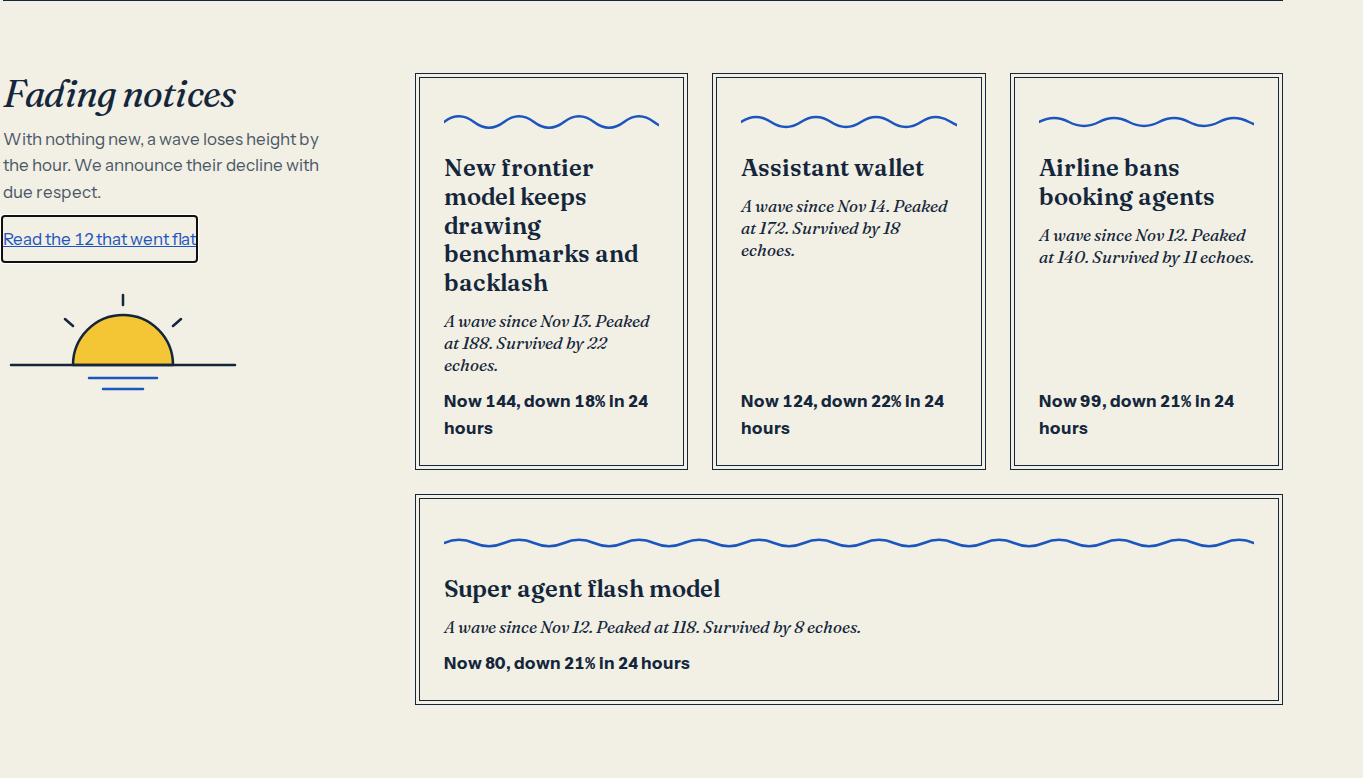 Fading notices
With nothing new, a wave loses height by
the hour. We announce their decline with
due respect.
Read the 12 that went flat
New frontier
model keeps
drawing
benchmarks and
backlash
A wave since Nov 13. Peaked
at 188. Survived by 22
echoes.
Now 144, down 18% in 24
hours
Assistant wallet
A wave since Nov 14. Peaked
at 172. Survived by 18
echoes.
Now 124, down 22% in 24
hours
Airline bans
booking agents
A wave since Nov 12. Peaked
at 140. Survived by 11 echoes.
Now 99, down 21% in 24
hours
Super agent flash model
A wave since Nov 12. Peaked at 118. Survived by 8 echoes.
Now 80, down 21% in 24 hours